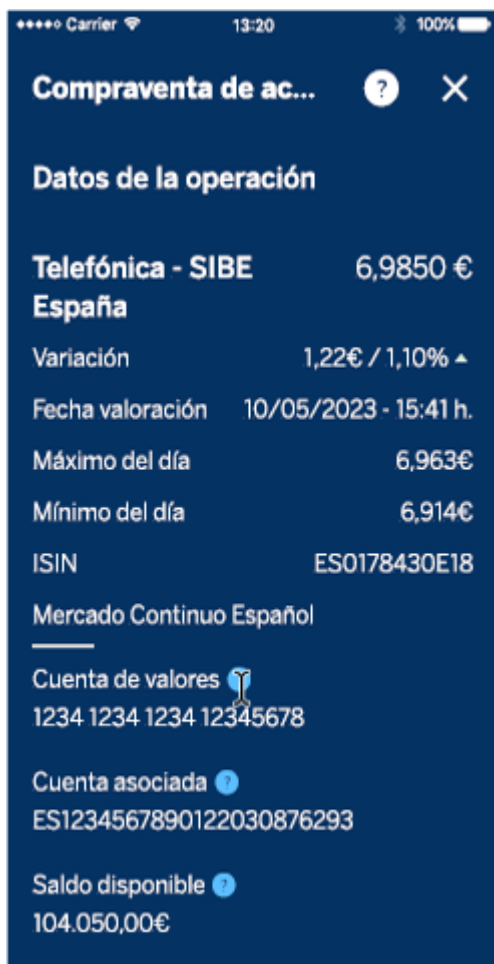 Carrier 13:20 100%
Compraventa de ac... ?
Datos de la operación
Telefónica - SIBE 6,9850 €
España
Variación 1,22€ / 1,10%
Fecha valoración 10/05/2023 - 15:41 h.
Máximo del día 6,963€
Mínimo del día 6,914€
ISIN ES0178430E18
Mercado Continuo Español
Cuenta de valores
1234 1234 1234 12345678
Cuenta asociada ?
ES1234567890122030876293
Saldo disponible ?
104.050,00€